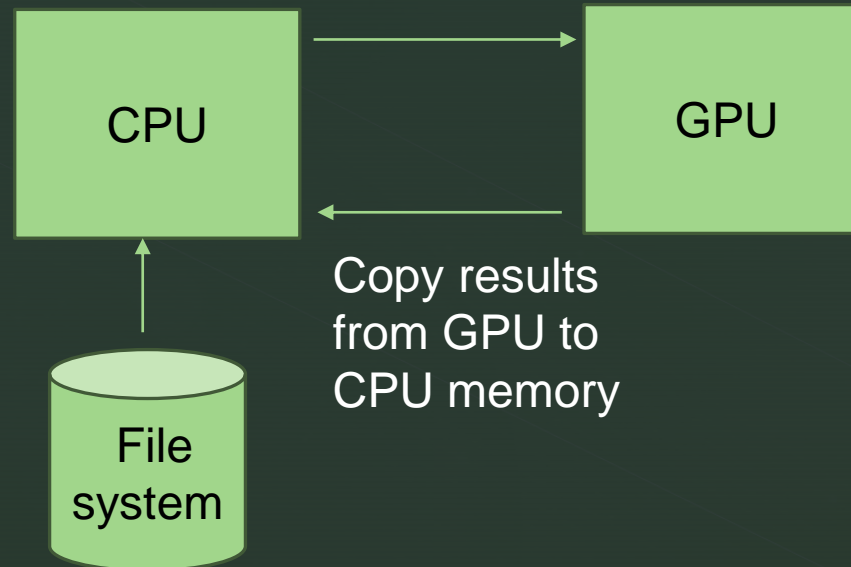 CPU
GPU
Copy results
from GPU to
CPU memory
File
system